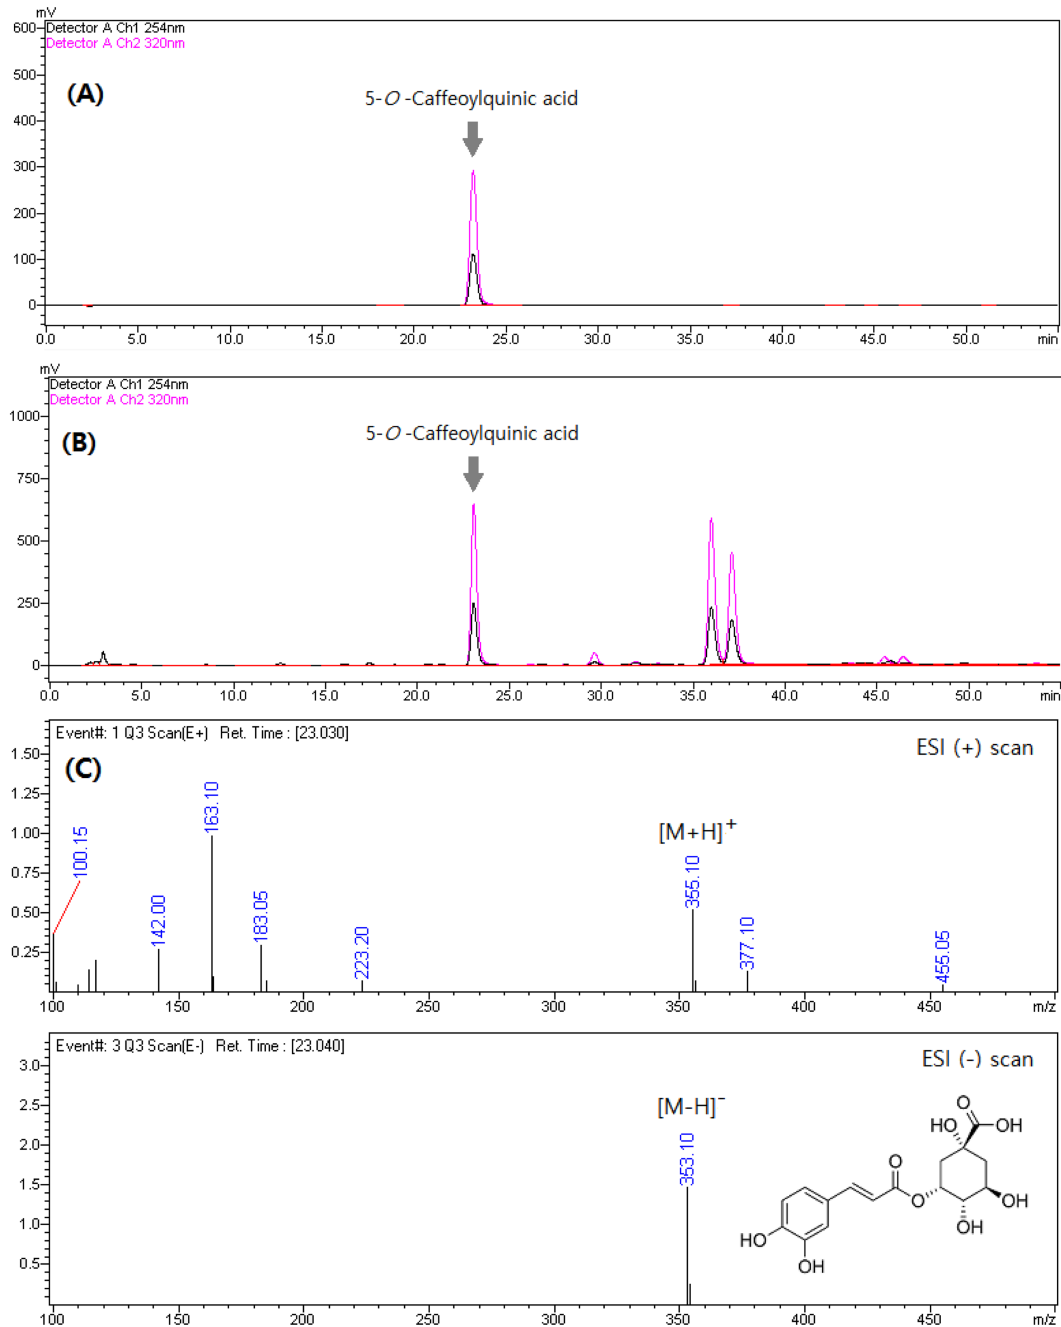 mV
Detector A Ch1 254nm
Detector A Ch2 320nm
600
500
400
300
200
100
0
(A)
5-O -Caffeoylquinic acid
0.0 5.0 10.0 15.0 20.0 25.0 30.0 35.0 40.0 45.0 50.0 min
mV
Detector A Ch1 254nm
Detector A Ch2 320nm
1000
750
500
250
0
(B)
5-O -Caffeoylquinic acid
0.0 5.0 10.0 15.0 20.0 25.0 30.0 35.0 40.0 45.0 50.0 min
Event#: 1 Q3 Scan(E+) Ret. Time : [23.030]
ESI (+) scan
(C)
1.50
1.25
1.00
0.75
0.50
0.25
100.15
142.00
163.10
183.05
223.20
[M+H]+
355.10
377.10
455.05
100 150 200 250 300 350 400 450 m/z
Event#: 3 Q3 Scan(E-) Ret. Time : [23.040]
ESI (-) scan
3.0
2.5
2.0
1.5
1.0
0.5
[M-H]-
353.10
O
HO
OH
O
O
OH
OH
HO
OH
100 150 200 250 300 350 400 450 m/z